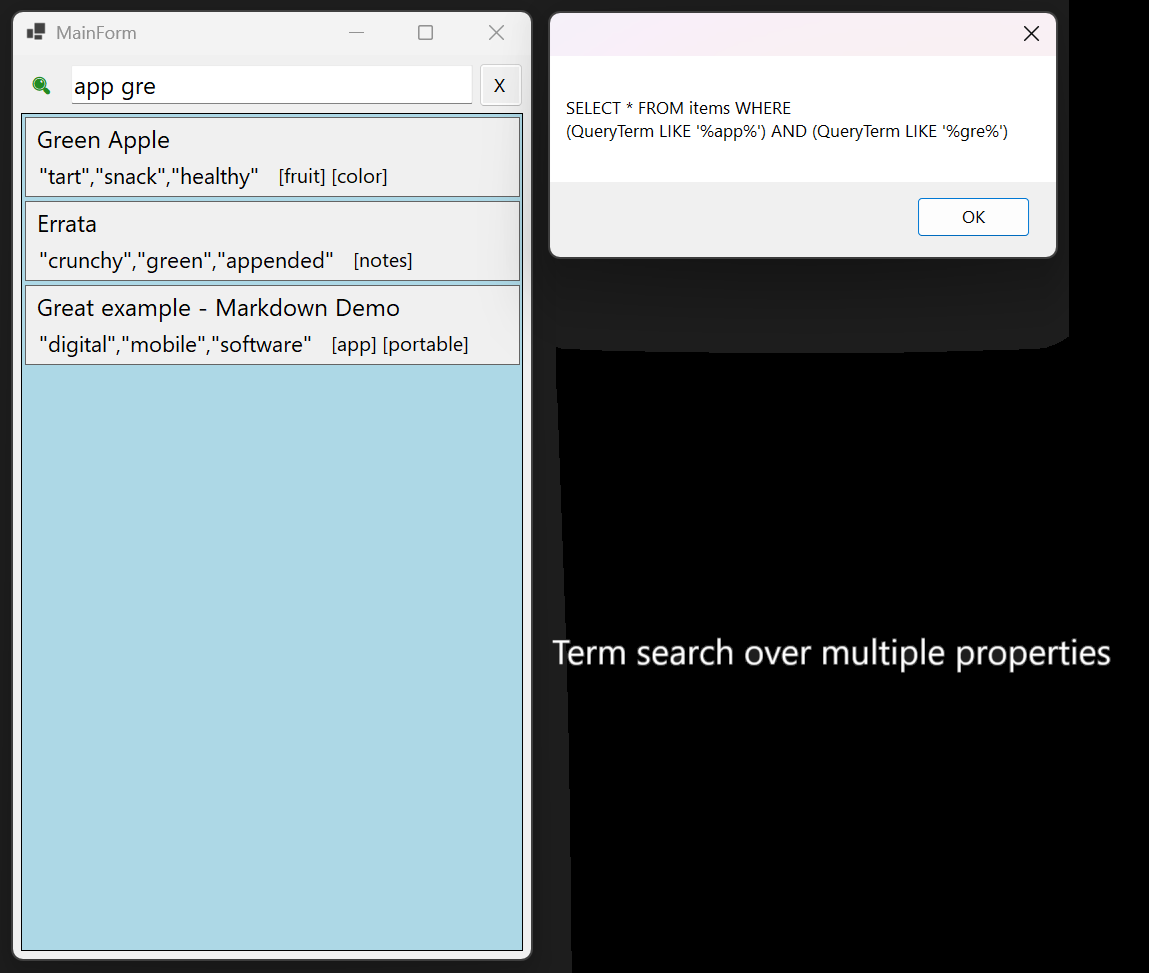 MainForm
app gre
X
Green Apple
"tart","snack","healthy" [fruit] [color]
Errata
"crunchy","green","appended" [notes]
Great example - Markdown Demo
"digital","mobile","software" [app] [portable]
SELECT * FROM items WHERE
(QueryTerm LIKE '%app%') AND (QueryTerm LIKE '%gre%')
OK
Term search over multiple properties